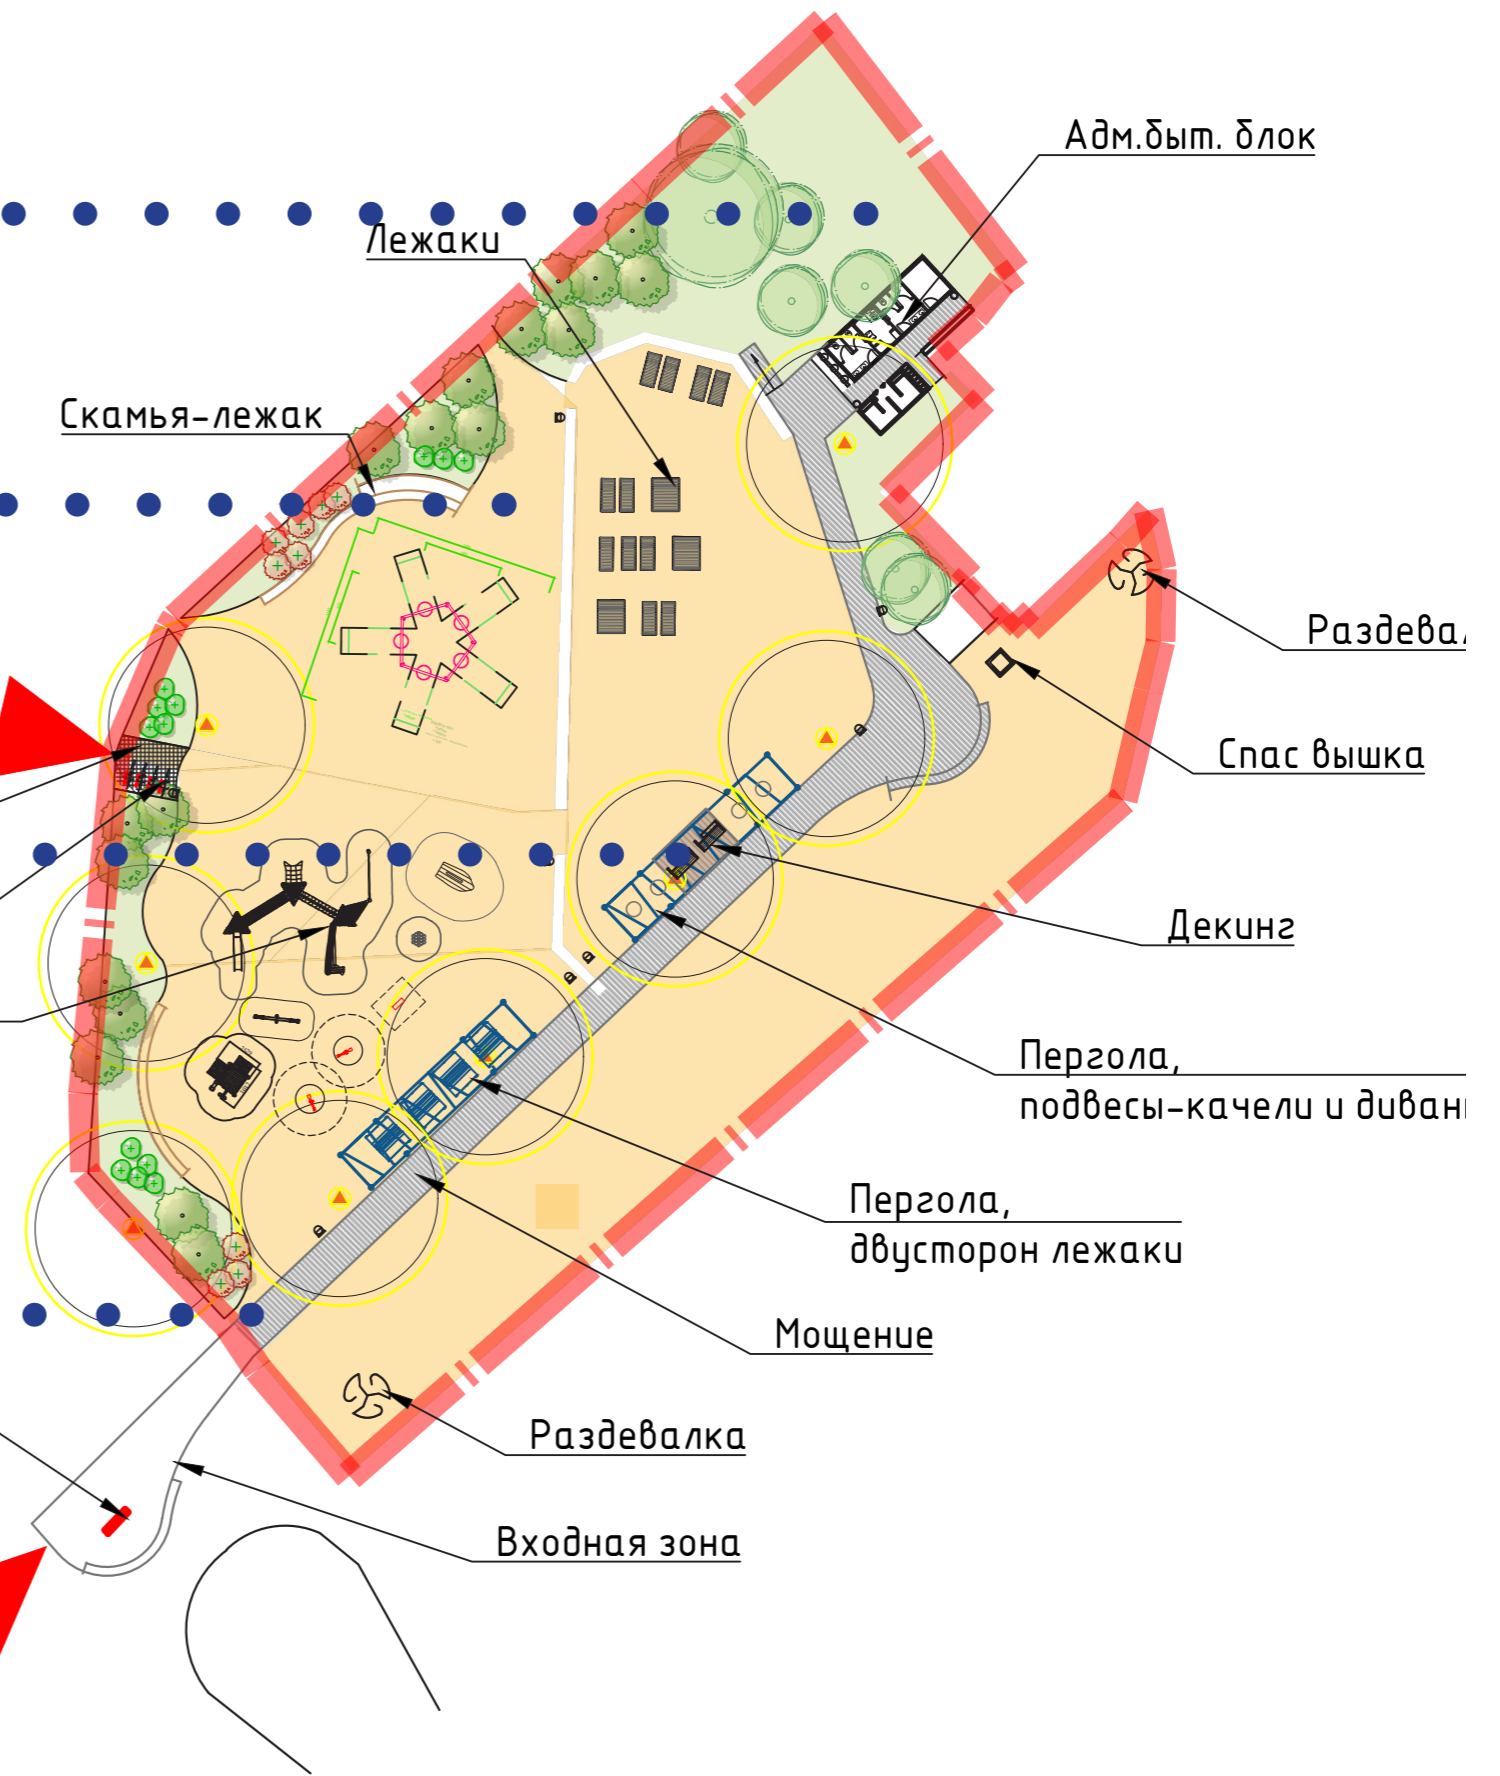 Адм.быт. блок
Лежаки
Скамья-лежак
Спас вышка
Декинг
Пергола,
подвесы-качели и
Пергола,
двусторон лежаки
Мощение
Раздевалка
Входная зона